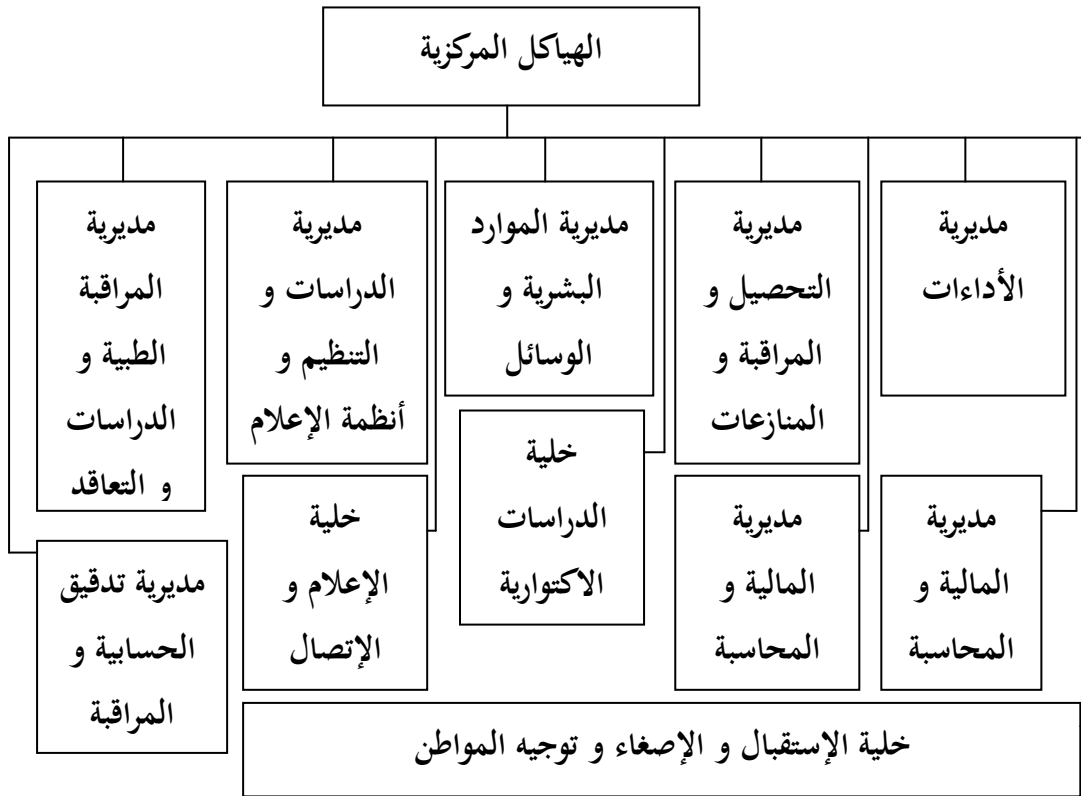 الهياكل المركزية
مديرية
الأداءات
مديرية
التحصيل و
المراقبة و
المنازعات
مديرية الموارد
البشرية و
الوسائل
مديرية
الدراسات و
التنظيم و
أنظمة الإعلام
مديرية
المراقبة
الطبية و
الدراسات
و التعاقد
مديرية
المالية و
المحاسبة
مديرية
المالية و
المحاسبة
خلية
الدراسات
الاكتوارية
خلية
الإعلام و
الإتصال
مديرية تدقيق
الحسابية و
المراقبة
خلية الإستقبال و الإصغاء و توجيه المواطن